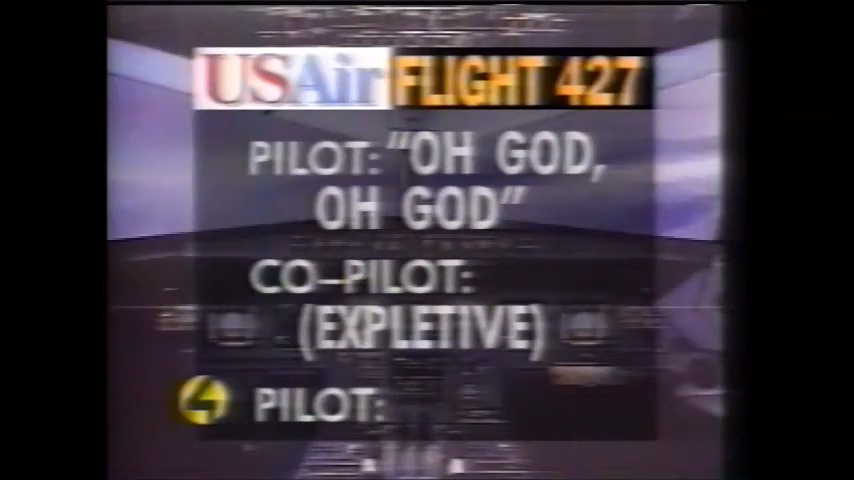 USAir FLIGHT 427
PILOT: "OH GOD,
OH GOD"
CO-PILOT:
(EXPLETIVE)
4 PILOT: